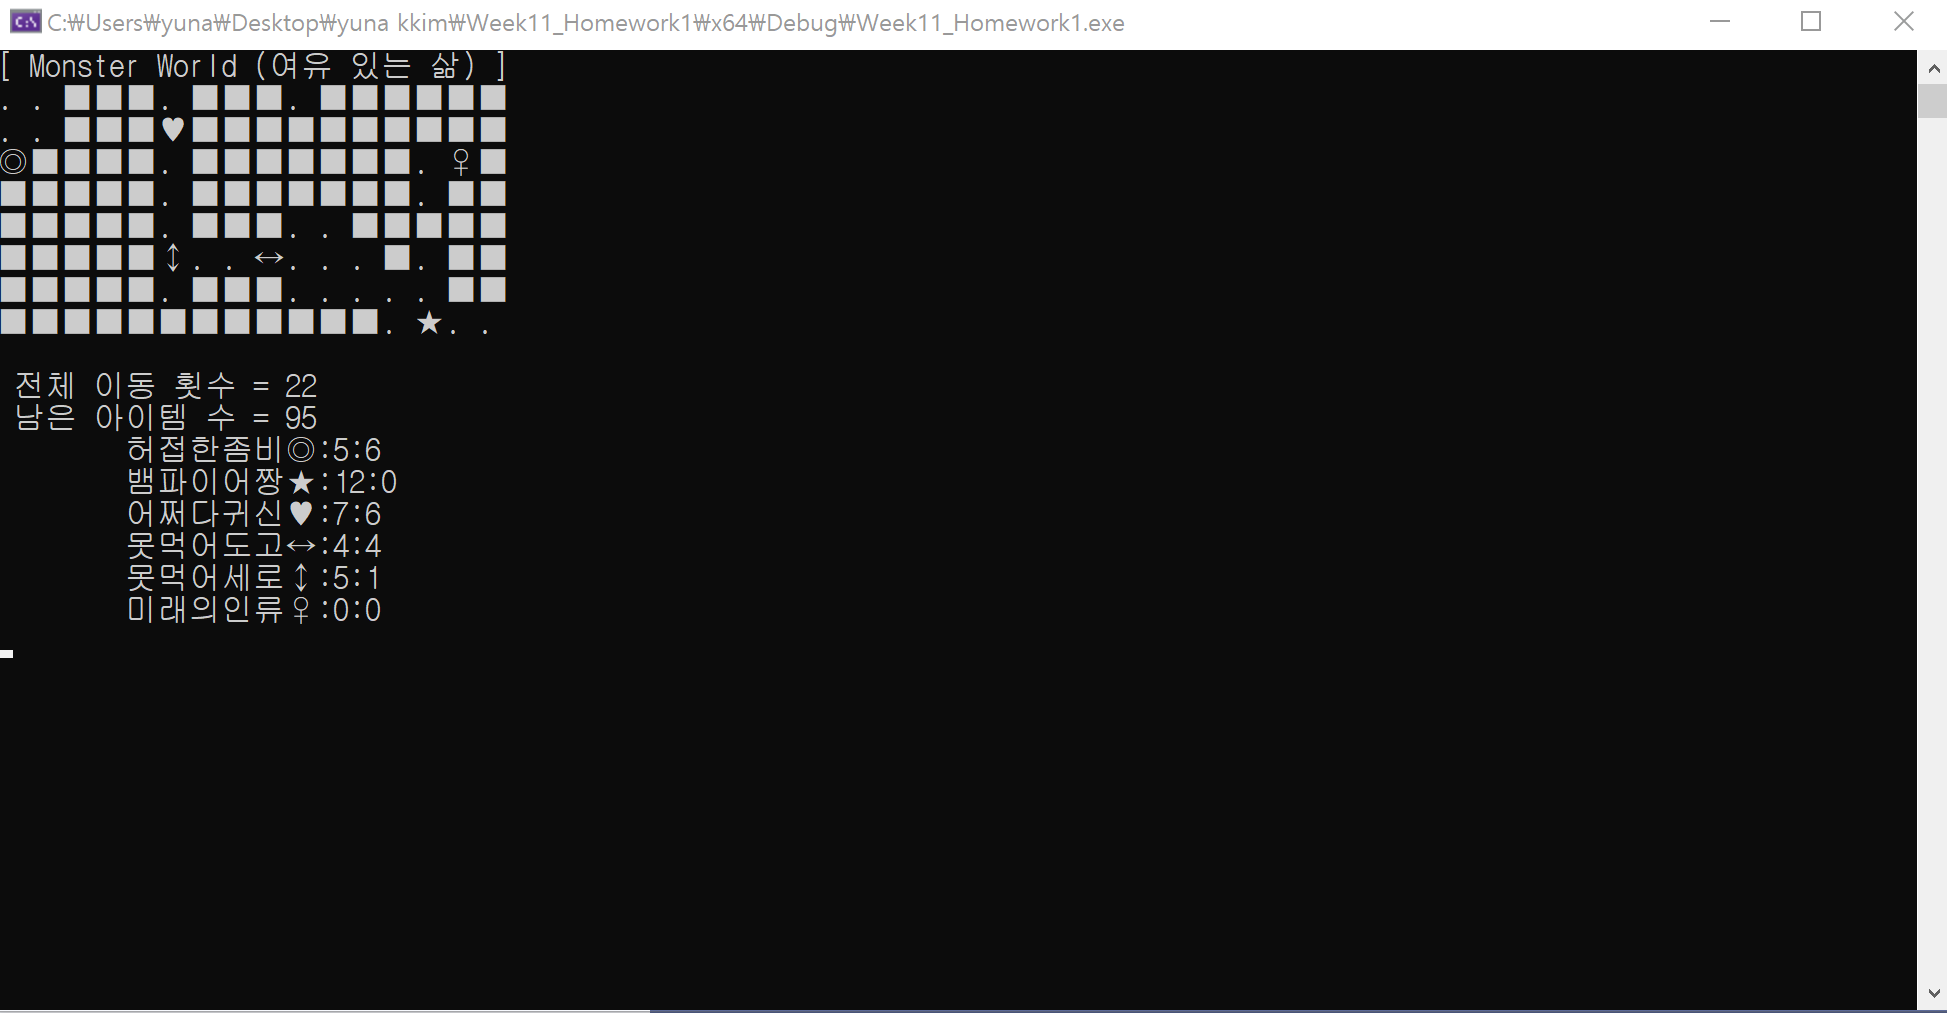 C:₩Users₩yuna₩Desktop₩yuna kkim₩Week11_Homework1₩x64₩Debug₩Week11_Homework1.exe
[ Monster World (여유 있는 삶) ]
. . ■■■. ■■■. ■■■■■■
. . ■■■♥■■■■■■■■■■
◎■■■■. ■■■■■■■. ♀■
■■■■■. ■■■■■■■. ■■
■■■■■. ■■■. . ■■■■■
■■■■■↕. . ↔. . . ■. ■■
■■■■■. ■■■. . . . . ■■
■■■■■■■■■■■■. ★. .
전체 이동 횟수 = 22
남은 아이템 수 = 95
허접한좀비◎:5:6
뱀파이어짱★:12:0
어쩌다귀신♥:7:6
못먹어도고↔:4:4
못먹어세로↕:5:1
미래의인류♀:0:0